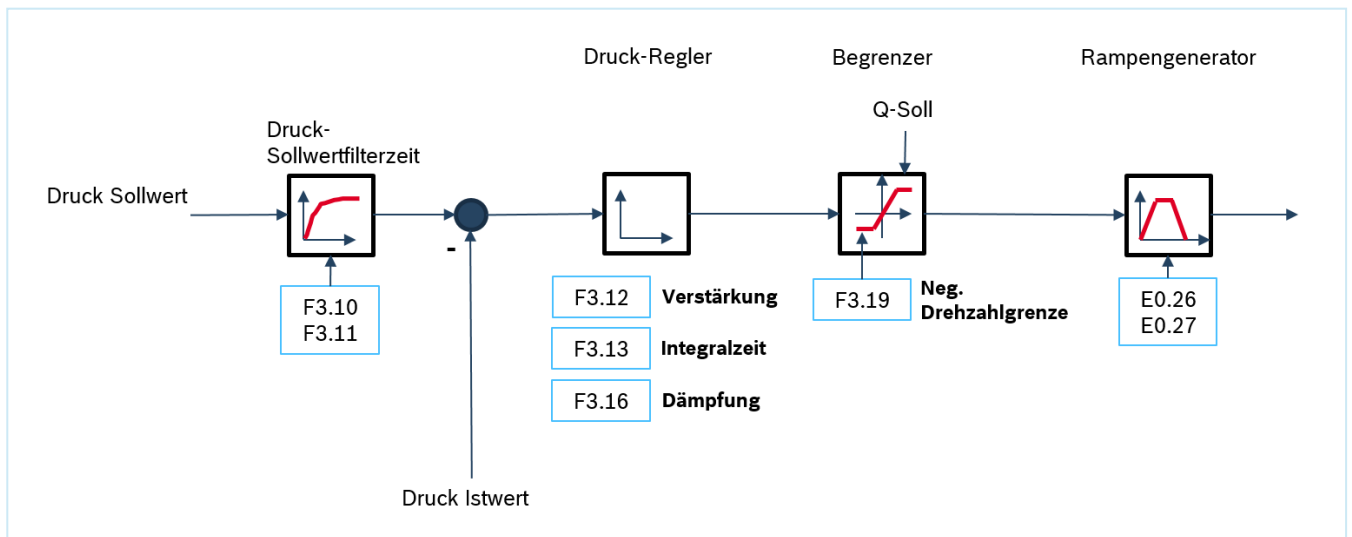 Druck-Regler
Begrenzer
Rampengenerator
Q-Soll
Druck-
Sollwertfilterzeit
Druck Sollwert
-
F3.10
F3.11
F3.12
Verstärkung
F3.13
Integralzeit
F3.16
Dämpfung
F3.19
Neg.
Drehzahlgrenze
E0.26
E0.27
Druck Istwert